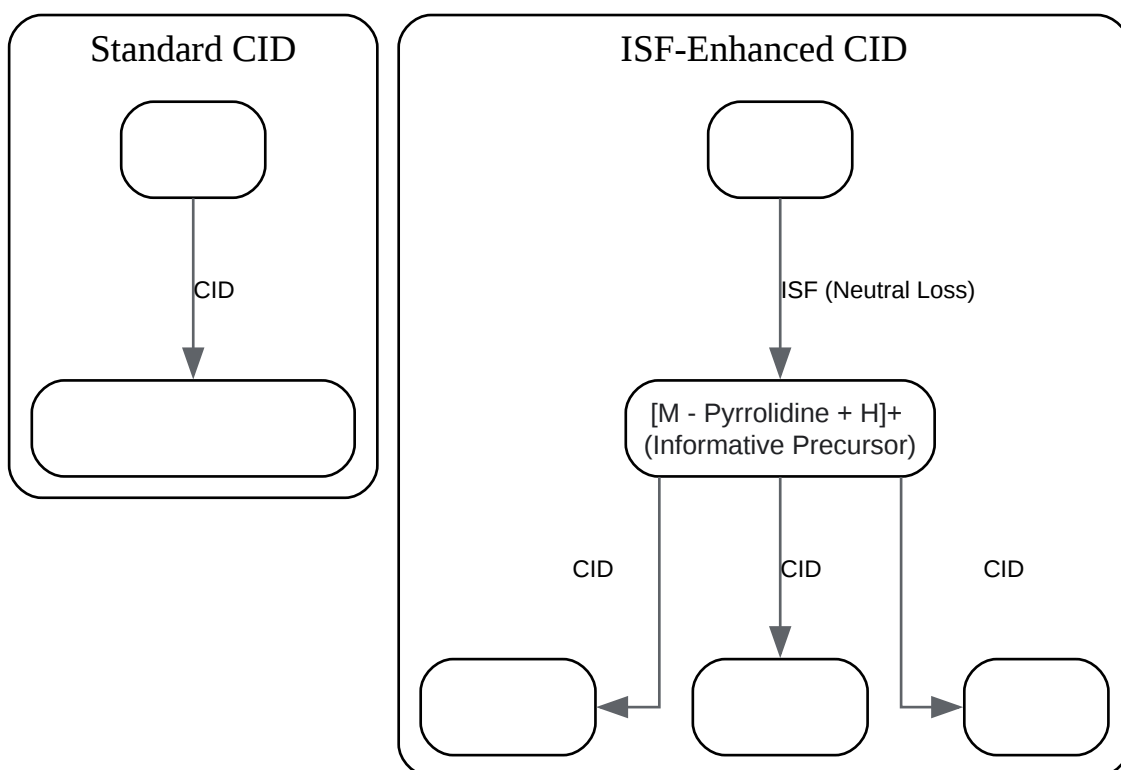 Standard CID
ISF-Enhanced CID
CID
ISF (Neutral Loss)
[M - Pyrrolidine + H]+
(Informative Precursor)
CID
CID
CID